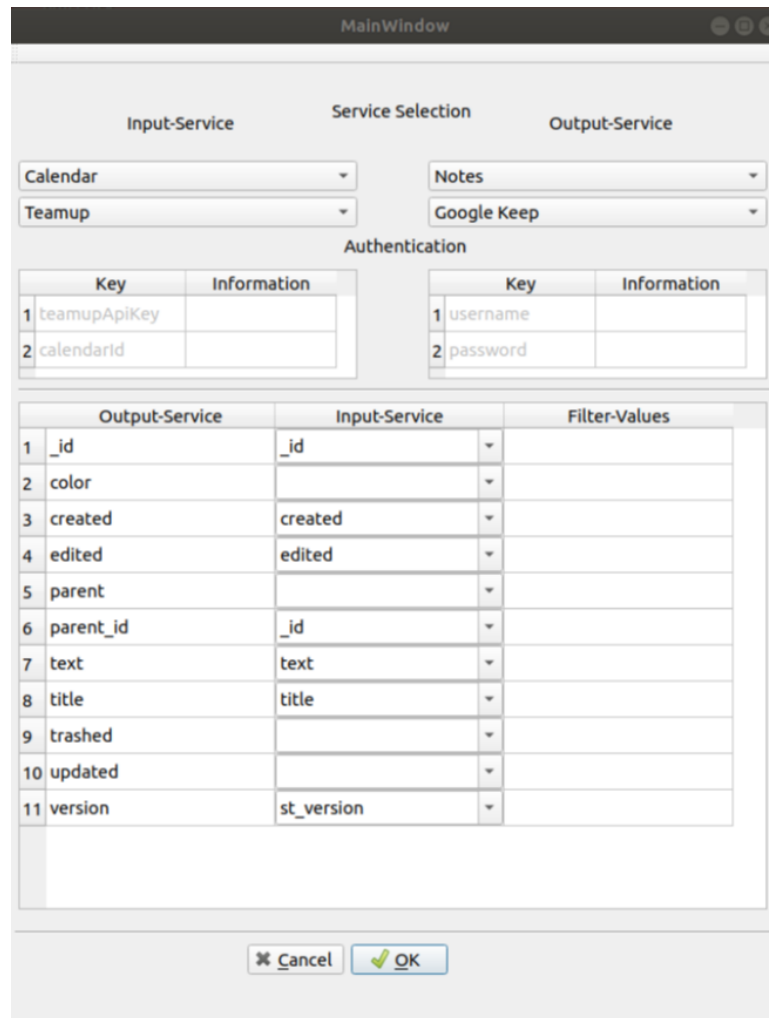 MainWindow
Service Selection
Input-Service Output-Service
Calendar Notes
Teamup Google Keep
Authentication
Key Information Key Information
1 teamupApiKey 1 username
2 calendarId 2 password
Output-Service Input-Service Filter-Values
1 _id _id
2 color
3 created created
4 edited edited
5 parent
6 parent_id _id
7 text text
8 title title
9 trashed
10 updated
11 version st_version
Cancel OK